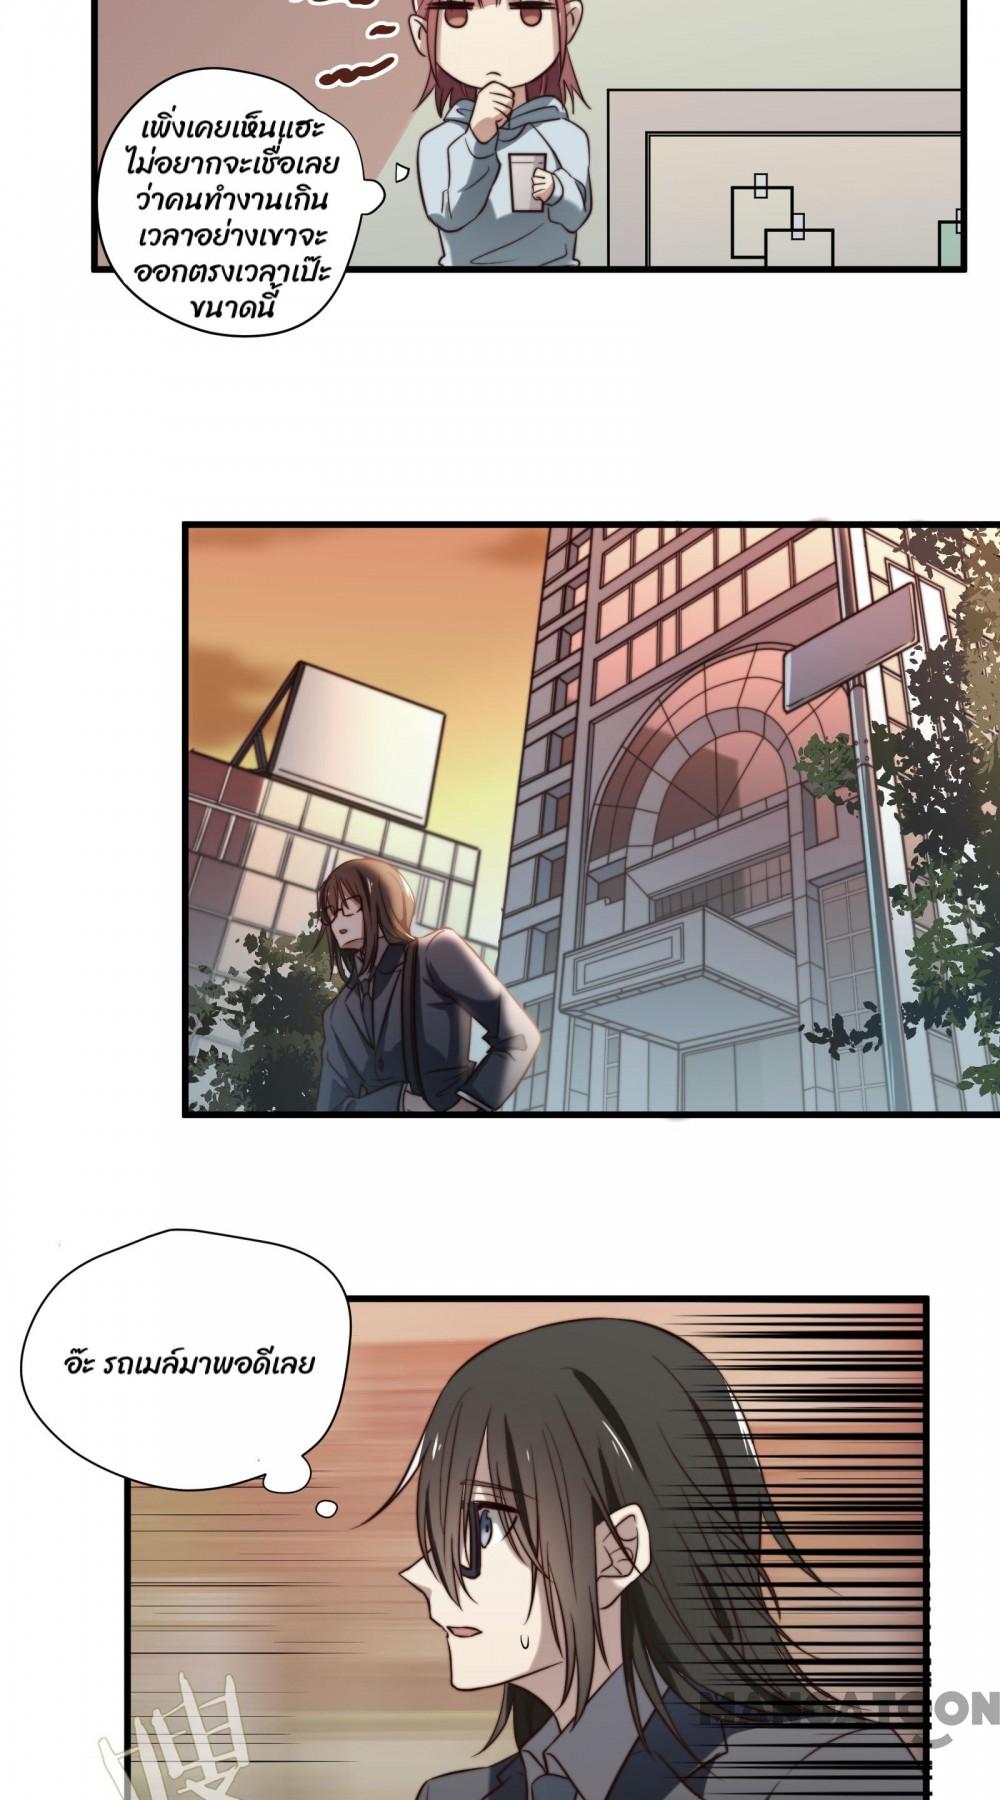 เพิ่งเคยเห็นแฮะ
ไม่อยากจะเชื่อเลย
ว่าคนทำงานเกิน
เวลาอย่างเขาจะ
ออกตรงเวลาเป๊ะ
ขนาดนี้
อ๊ะ รถเมล์มาพอดีเลย
MANGATOON
嗖